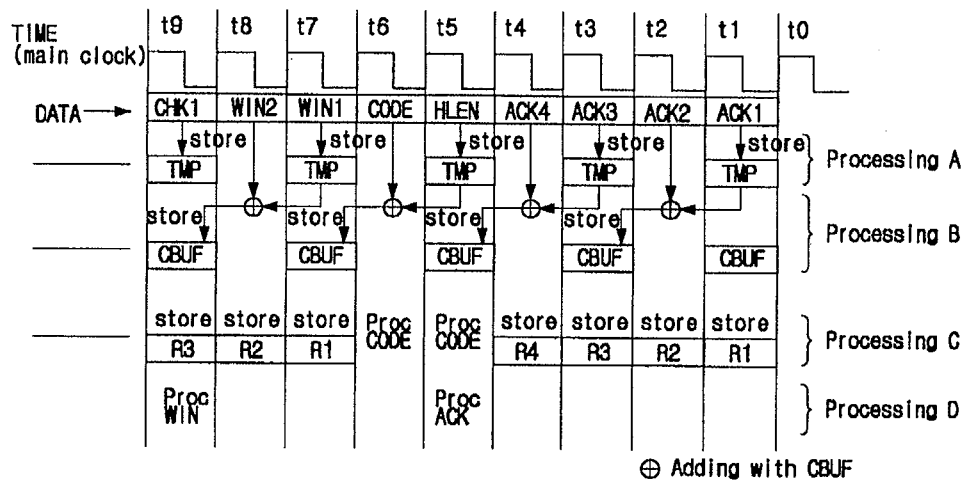 TIME
(main clock)
t9 t8 t7 t6 t5 t4 t3 t2 t1 t0
DATA
CHK1 WIN2 WIN1 CODE HLEN ACK4 ACK3 ACK2 ACK1
store store store store store
TMP TMP TMP TMP TMP
Processing A
store store store store
CBUF CBUF CBUF CBUF CBUF
Processing B
store store store Proc CODE Proc CODE store store store store
R3 R2 R1 R4 R3 R2 R1
Processing C
Proc WIN Proc ACK
Processing D
⊕ Adding with CBUF